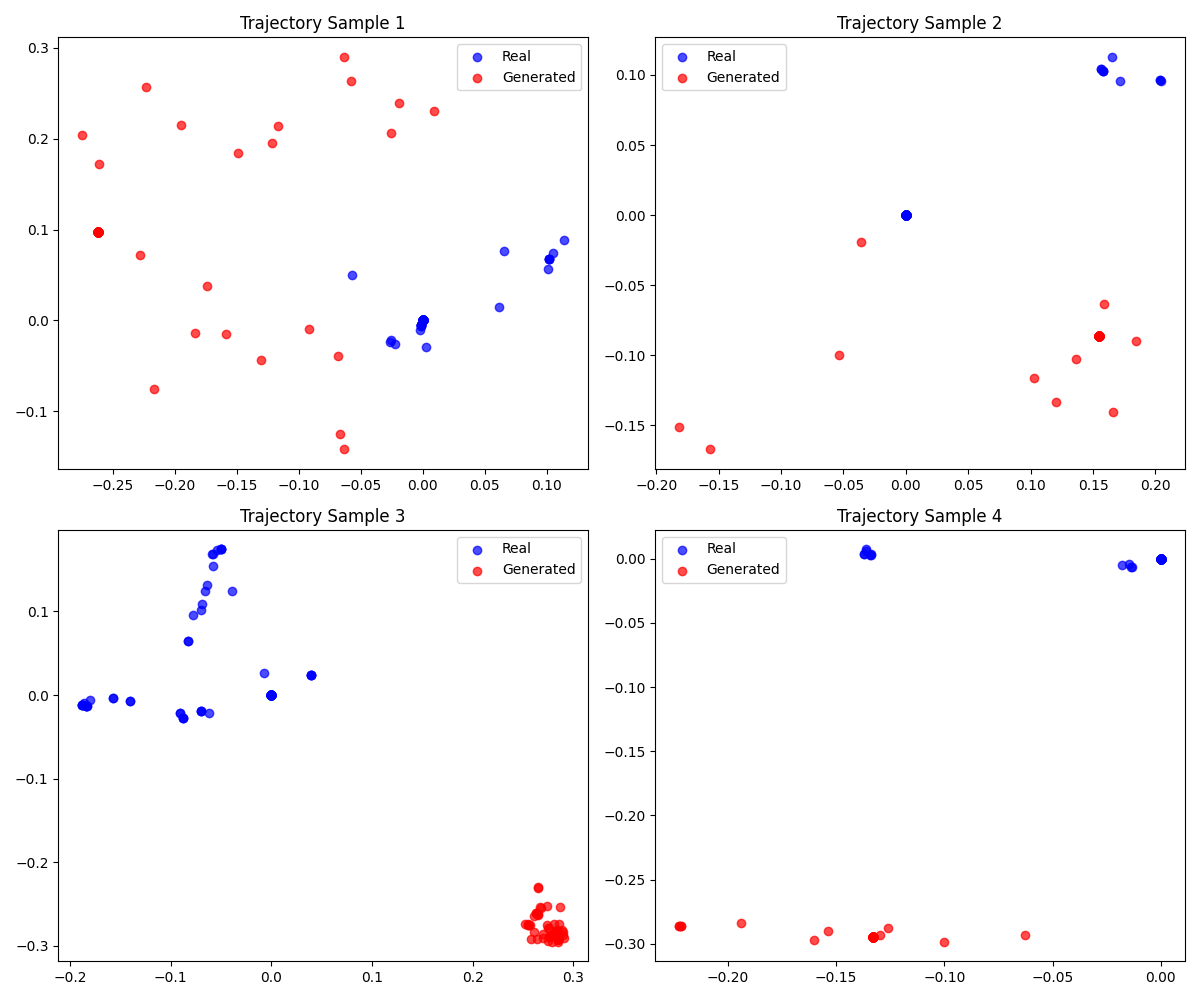 Trajectory Sample 1
Real
Generated
0.3
0.2
0.1
0.0
−0.1
−0.25 −0.20 −0.15 −0.10 −0.05 0.00 0.05 0.10
Trajectory Sample 2
Real
Generated
0.10
0.05
0.00
−0.05
−0.10
−0.15
−0.20 −0.15 −0.10 −0.05 0.00 0.05 0.10 0.15 0.20
Trajectory Sample 3
Real
Generated
0.1
0.0
−0.1
−0.2
−0.3
−0.2 −0.1 0.0 0.1 0.2 0.3
Trajectory Sample 4
Real
Generated
0.00
−0.05
−0.10
−0.15
−0.20
−0.25
−0.30
−0.20 −0.15 −0.10 −0.05 0.00